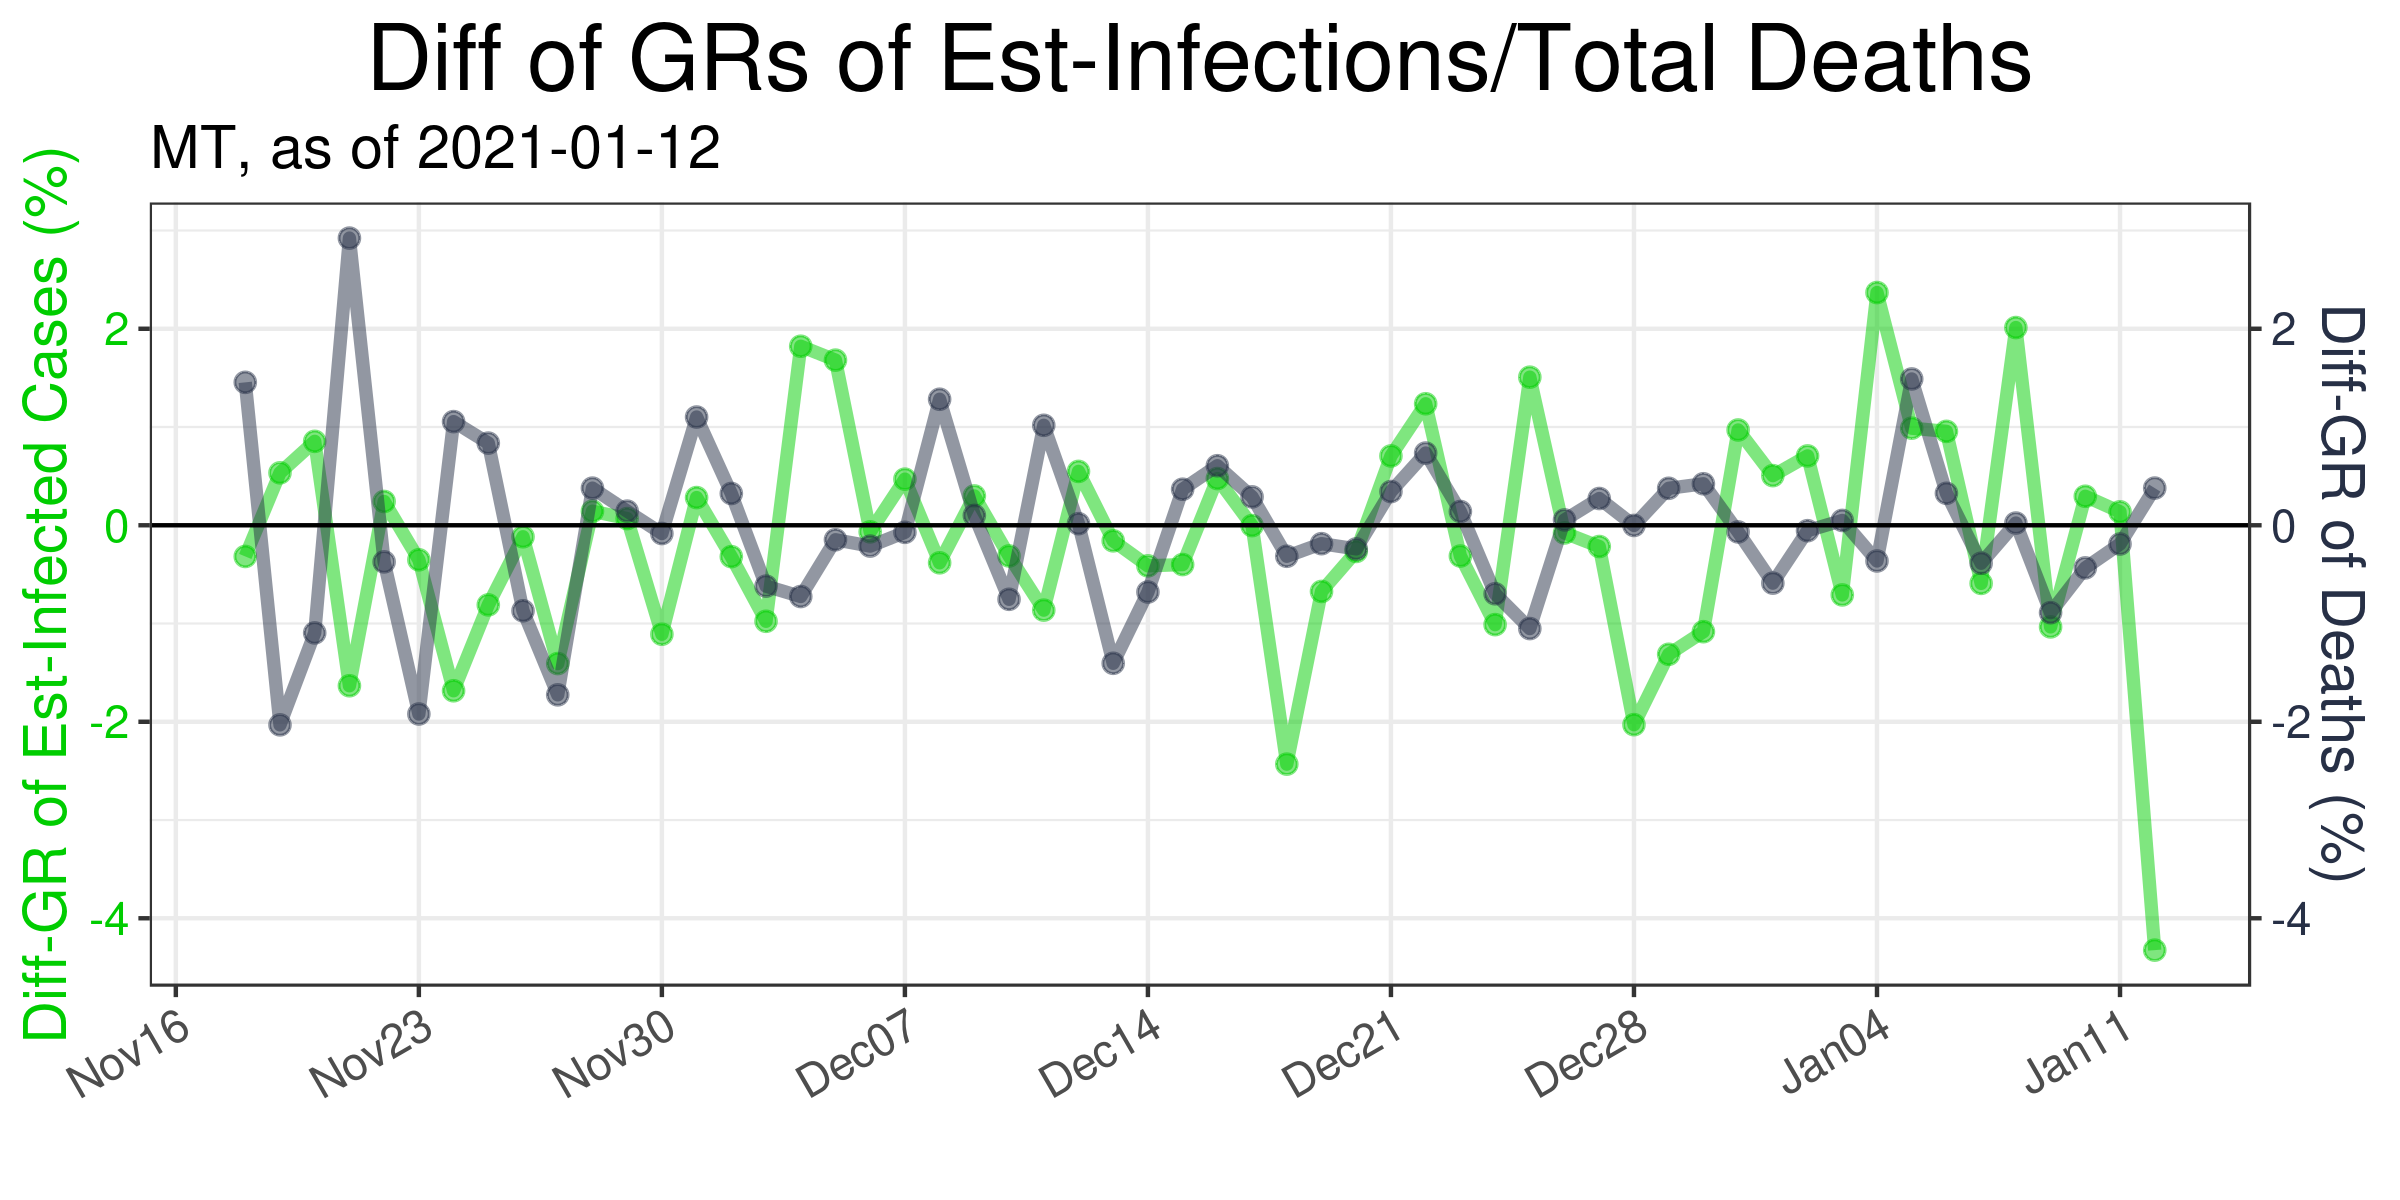 Diff of GRs of Est-Infections/Total Deaths
MT, as of 2021-01-12
Diff-GR of Est-Infected Cases (%)
2
0
-2
-4
2
0
-2
-4
Diff-GR of Deaths (%)
Nov16
Nov23
Nov30
Dec07
Dec14
Dec21
Dec28
Jan04
Jan11